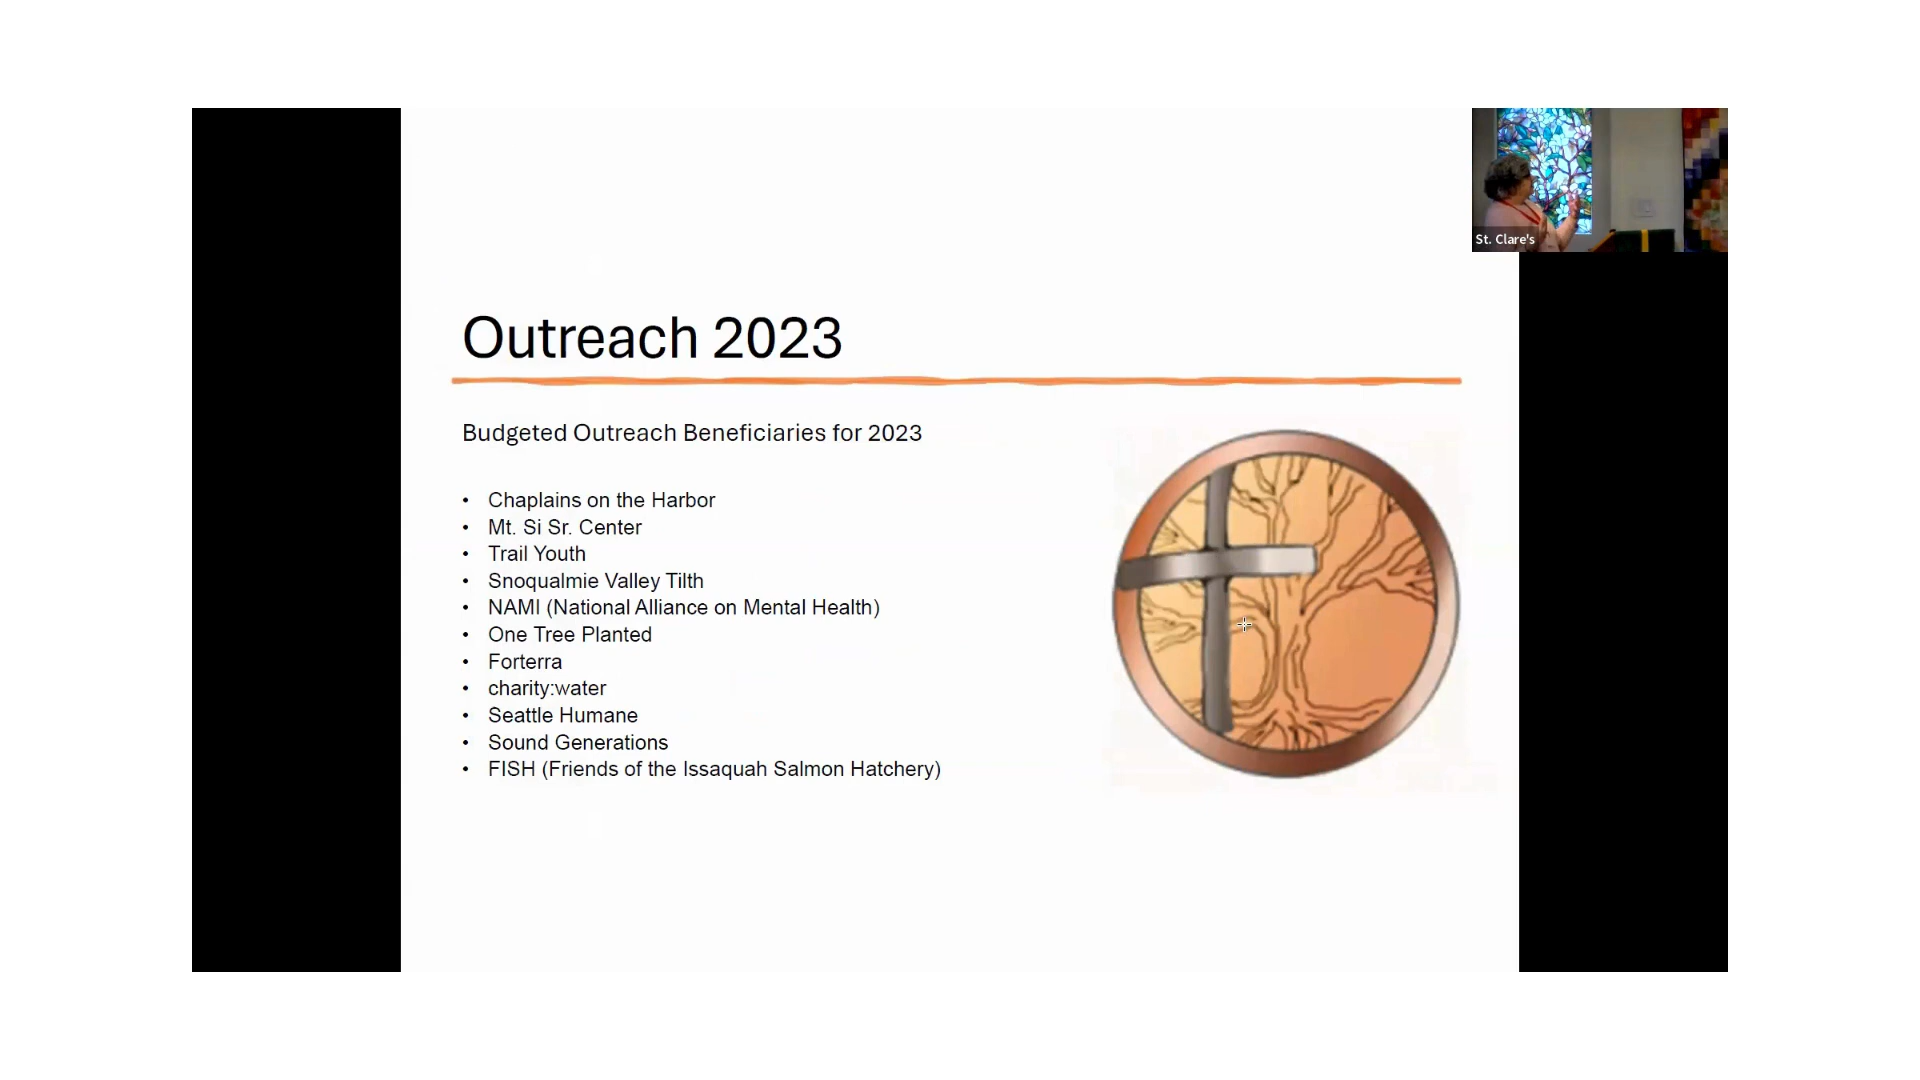 St. Clare's
Outreach 2023
Budgeted Outreach Beneficiaries for 2023
• Chaplains on the Harbor
• Mt. Si Sr. Center
• Trail Youth
• Snoqualmie Valley Tilth
• NAMI (National Alliance on Mental Health)
• One Tree Planted
• Forterra
• charity:water
• Seattle Humane
• Sound Generations
• FISH (Friends of the Issaquah Salmon Hatchery)